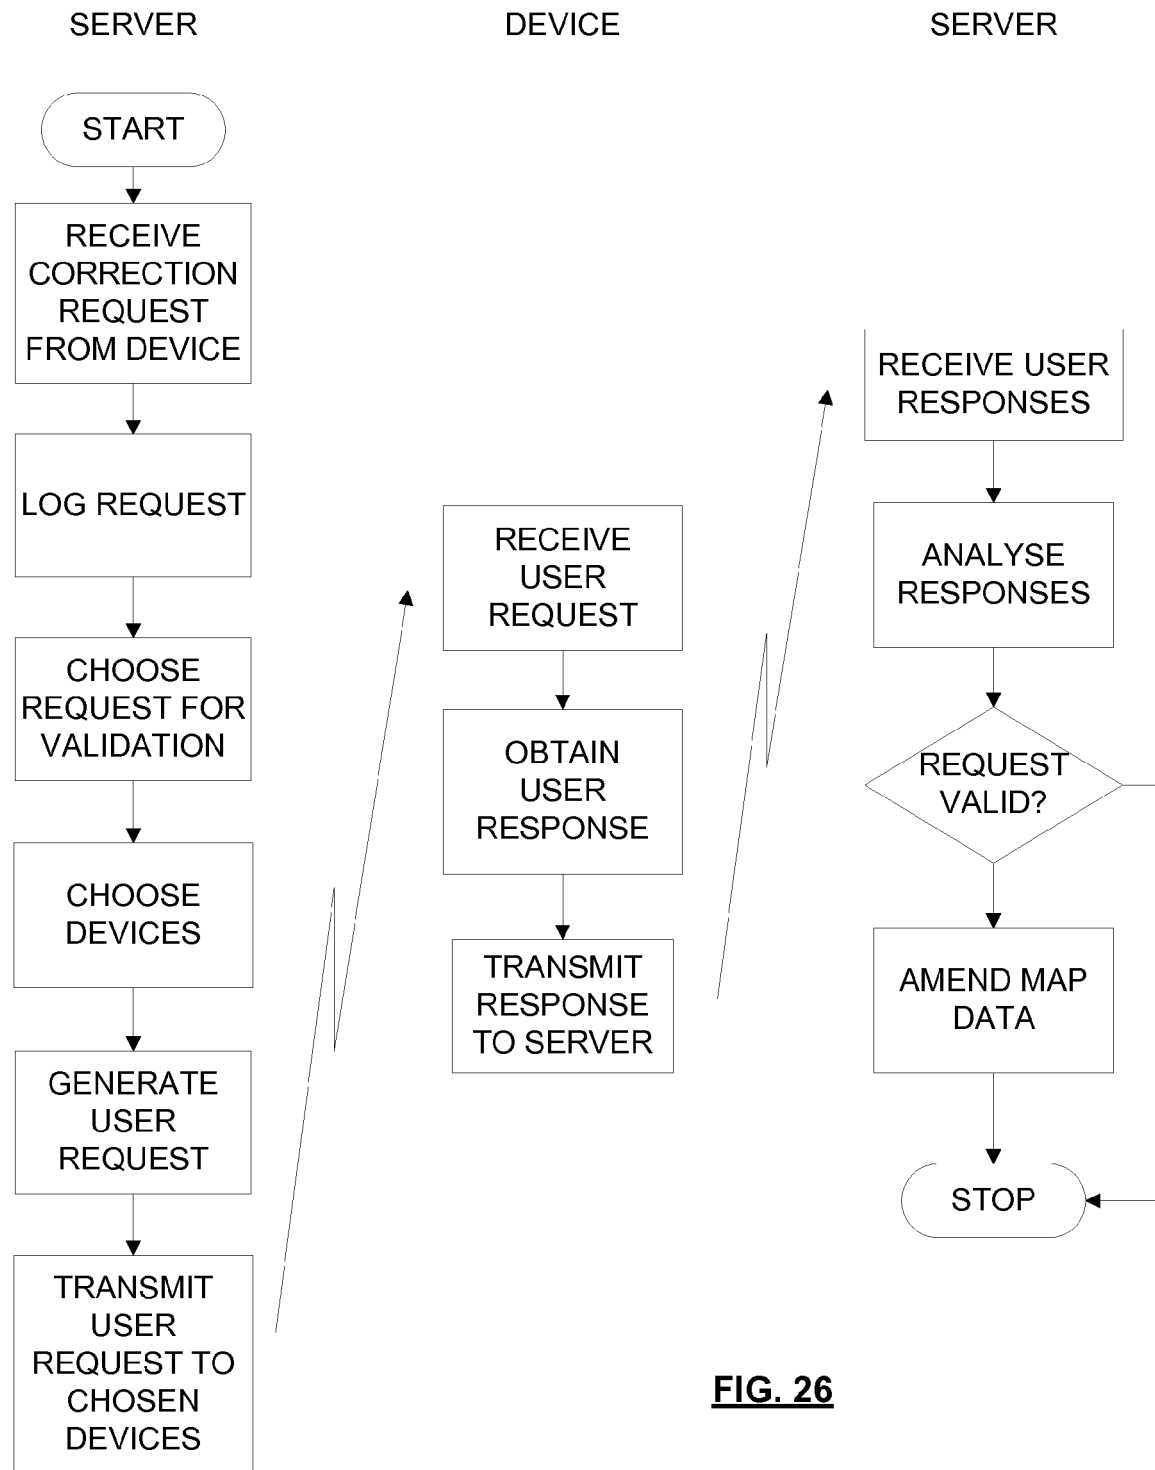 SERVER
DEVICE
SERVER
START
RECEIVE
CORRECTION
REQUEST
FROM DEVICE
LOG REQUEST
CHOOSE
REQUEST FOR
VALIDATION
CHOOSE
DEVICES
GENERATE
USER
REQUEST
TRANSMIT
USER
REQUEST TO
CHOSEN
DEVICES
RECEIVE
USER
REQUEST
OBTAIN
USER
RESPONSE
TRANSMIT
RESPONSE
TO SERVER
RECEIVE USER
RESPONSES
ANALYSE
RESPONSES
REQUEST
VALID?
AMEND MAP
DATA
STOP
FIG. 26